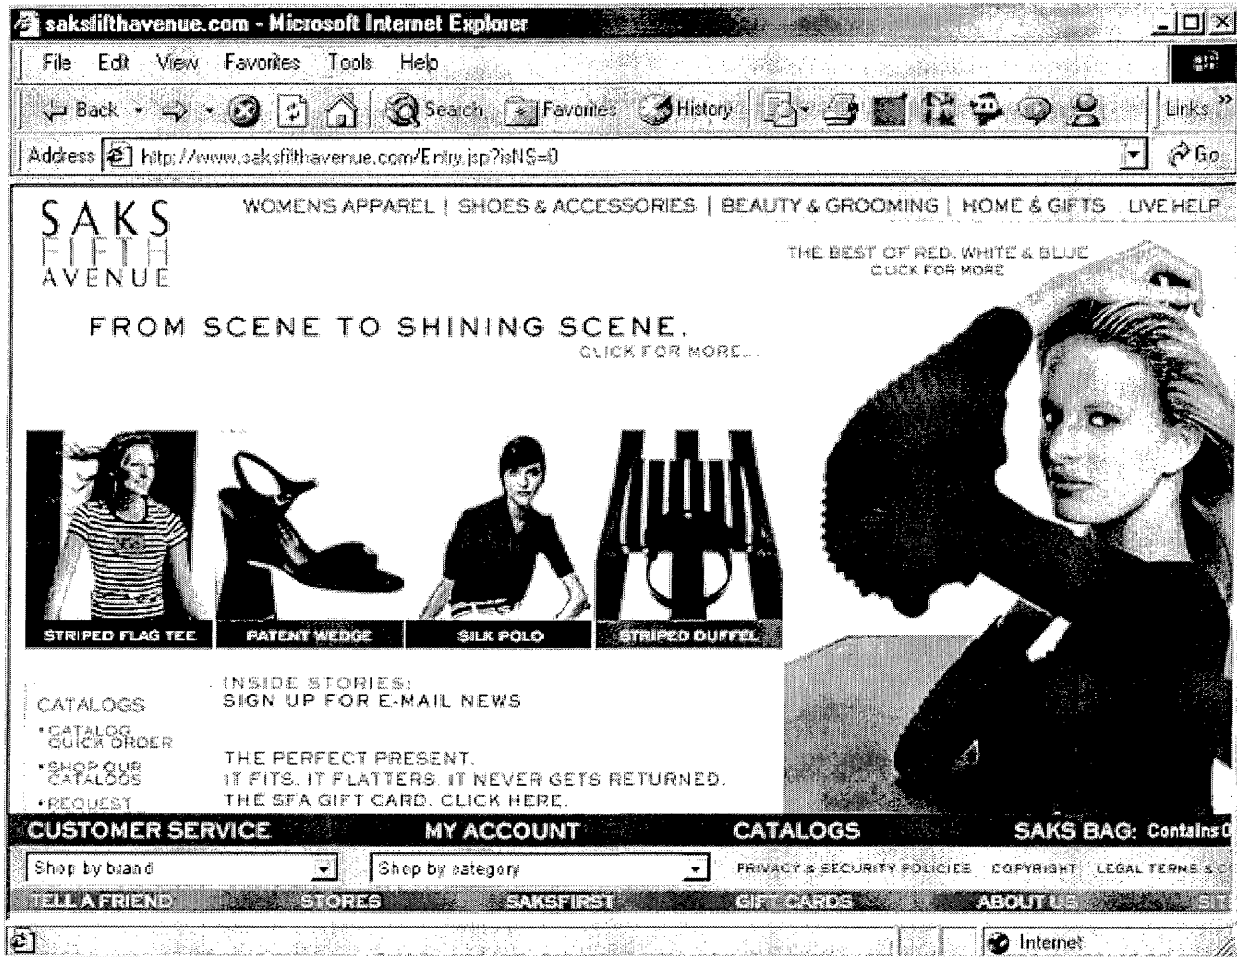 saksfifthavenue.com - Microsoft Internet Explorer
File Edit View Favorites Tools Help
Back Search Favorites History Links »
Address http://www.saksfifthavenue.com/Entry.jsp?isNS=0 Go
SAKS
FIFTH
AVENUE
WOMEN'S APPAREL | SHOES & ACCESSORIES | BEAUTY & GROOMING | HOME & GIFTS LIVE HELP
THE BEST OF RED, WHITE & BLUE
CLICK FOR MORE
FROM SCENE TO SHINING SCENE.
CLICK FOR MORE...
STRIPED FLAG TEE PATENT WEDGE SILK POLO STRIPED DUFFEL
CATALOGS
•CATALOG
QUICK ORDER
•SHOP OUR
CATALOGS
•REQUEST
INSIDE STORIES:
SIGN UP FOR E-MAIL NEWS
THE PERFECT PRESENT.
IT FITS. IT FLATTERS. IT NEVER GETS RETURNED.
THE SFA GIFT CARD. CLICK HERE.
CUSTOMER SERVICE MY ACCOUNT CATALOGS SAKS BAG: Contains 0
Shop by brand Shop by category PRIVACY & SECURITY POLICIES COPYRIGHT LEGAL TERMS & C
TELL A FRIEND STORES SAKSFIRST GIFT CARDS ABOUT US SIT
Internet